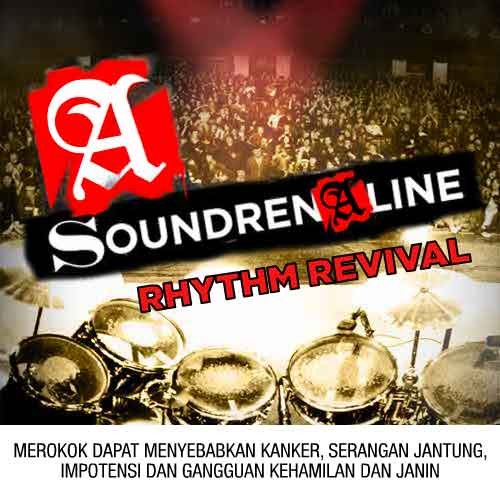 A
SOUNDRENALINE
RHYTHM REVIVAL
MEROKOK DAPAT MENYEBABKAN KANKER, SERANGAN JANTUNG,
IMPOTENSI DAN GANGGUAN KEHAMILAN DAN JANIN